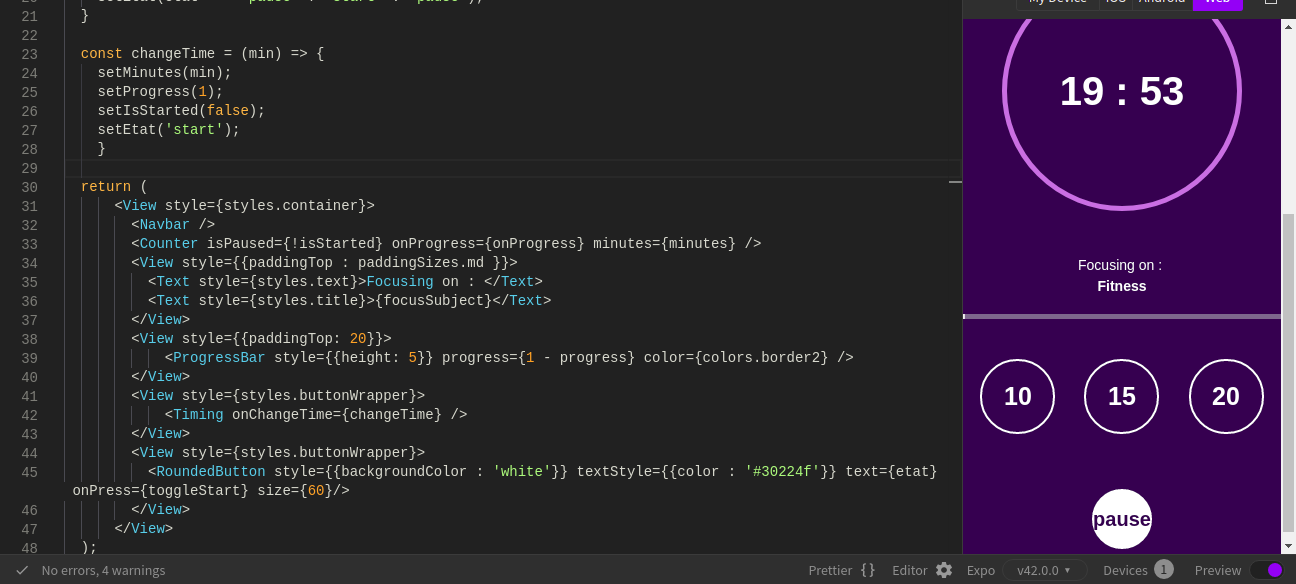 My Device iOS Android Web
20 setEtat(etat 'pause' ? 'start' : 'pause');
21 }
22
23 const changeTime = (min) => {
24 setMinutes(min);
25 setProgress(1);
26 setIsStarted(false);
27 setEtat('start');
28 }
29
30 return (
31 <View style={styles.container}>
32 <Navbar />
33 <Counter isPaused={!isStarted} onProgress={onProgress} minutes={minutes} />
34 <View style={{paddingTop : paddingSizes.md }}>
35 <Text style={styles.text}>Focusing on : </Text>
36 <Text style={styles.title}>{focusSubject}</Text>
37 </View>
38 <View style={{paddingTop: 20}}>
39 <ProgressBar style={{height: 5}} progress={1 - progress} color={colors.border2} />
40 </View>
41 <View style={styles.buttonWrapper}>
42 <Timing onChangeTime={changeTime} />
43 </View>
44 <View style={styles.buttonWrapper}>
45 <RoundedButton style={{backgroundColor : 'white'}} textStyle={{color : '#30224f'}} text={etat}
onPress={toggleStart} size={60}/>
46 </View>
47 </View>
48 );
19 : 53
Focusing on :
Fitness
10 15 20
pause
No errors, 4 warnings Prettier {} Editor Expo v42.0.0 Devices 1 Preview